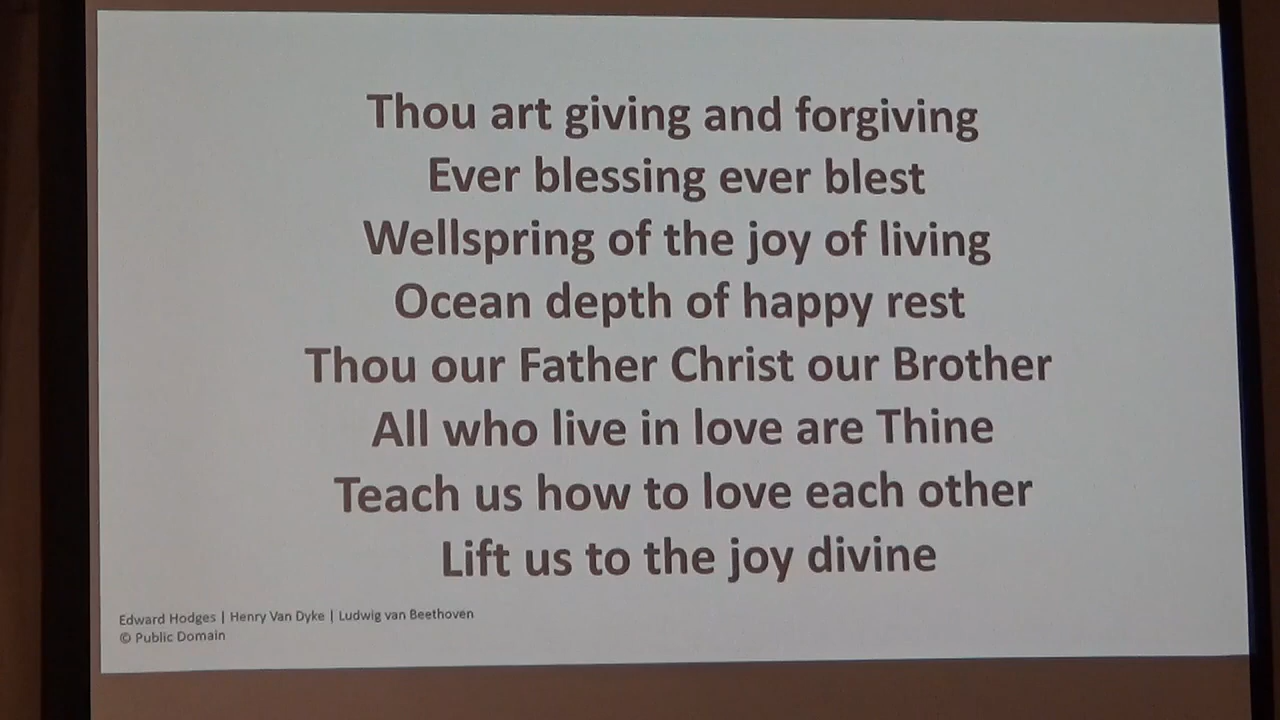 Thou art giving and forgiving
Ever blessing ever blest
Wellspring of the joy of living
Ocean depth of happy rest
Thou our Father Christ our Brother
All who live in love are Thine
Teach us how to love each other
Lift us to the joy divine
Edward Hodges | Henry Van Dyke | Ludwig van Beethoven
© Public Domain